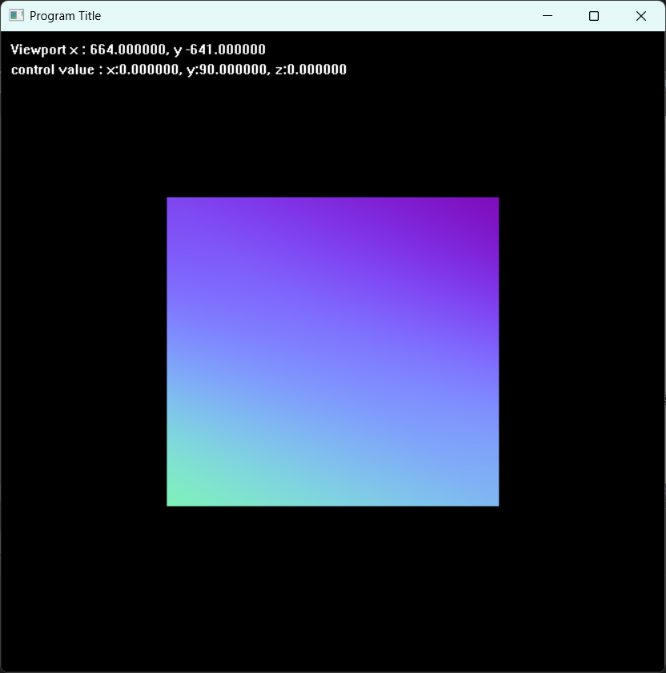 Program Title
Viewport x : 664.000000, y -641.000000
control value : x:0.000000, y:90.000000, z:0.000000